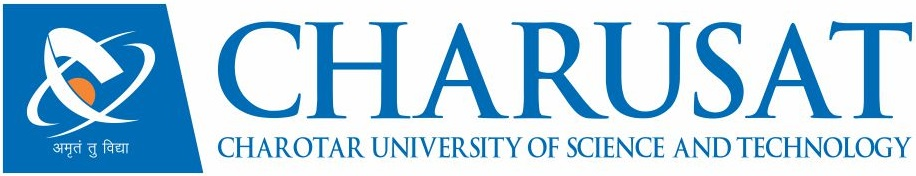 CHARUSAT
CHAROTAR UNIVERSITY OF SCIENCE AND TECHNOLOGY
अमृतं तु विद्या